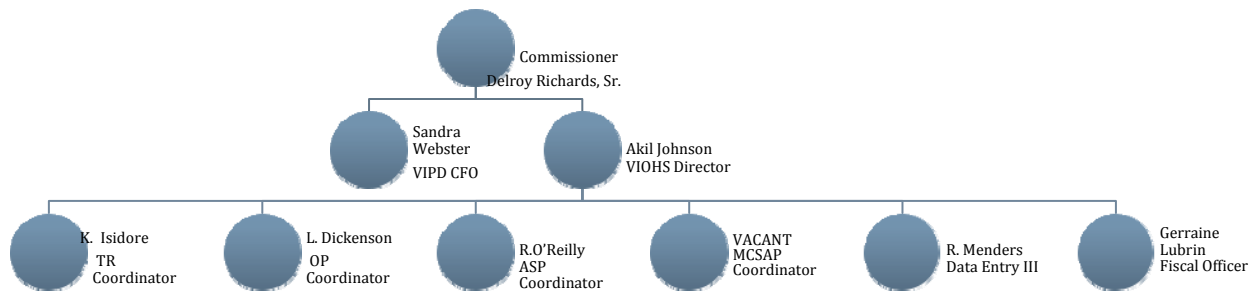 Commissioner
Delroy Richards, Sr.
Sandra
Webster
VIPD CFO
Akil Johnson
VIOHS Director
K. Isidore
TR
Coordinator
L. Dickenson
OP
Coordinator
R.O’Reilly
ASP
Coordinator
VACANT
MCSAP
Coordinator
R. Menders
Data Entry III
Gerraine
Lubrin
Fiscal Officer